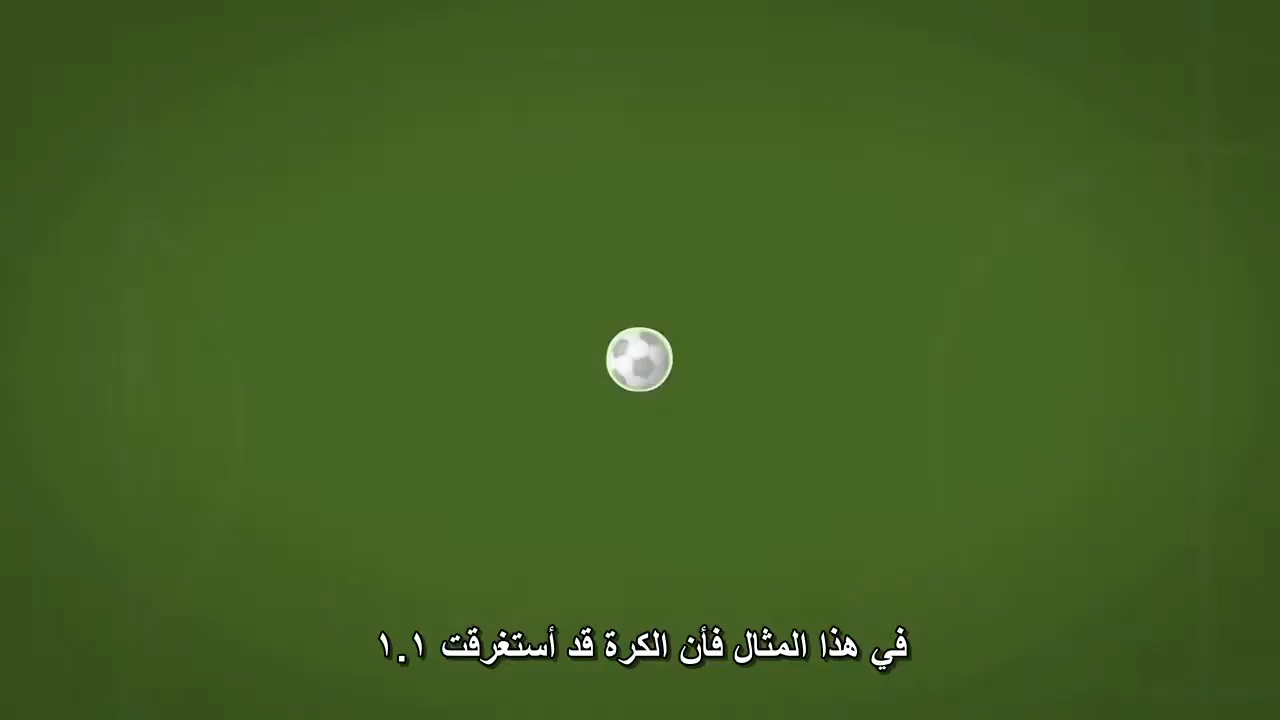 في هذا المثال فأن الكرة قد أستغرقت ١.١